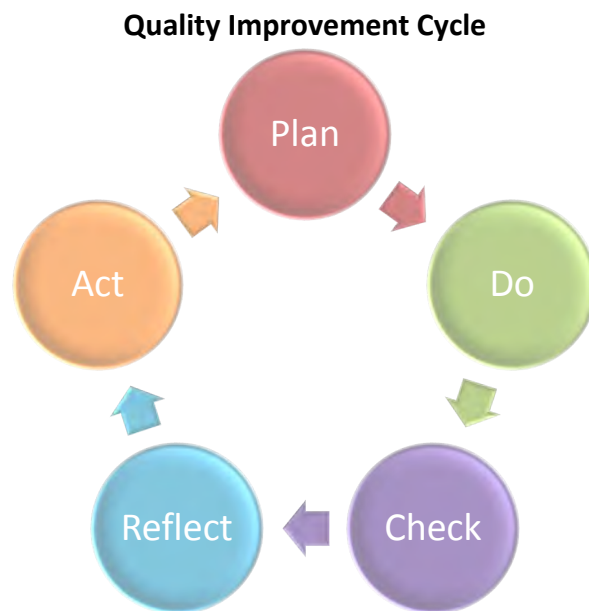 Quality Improvement Cycle
Plan
Do
Check
Reflect
Act